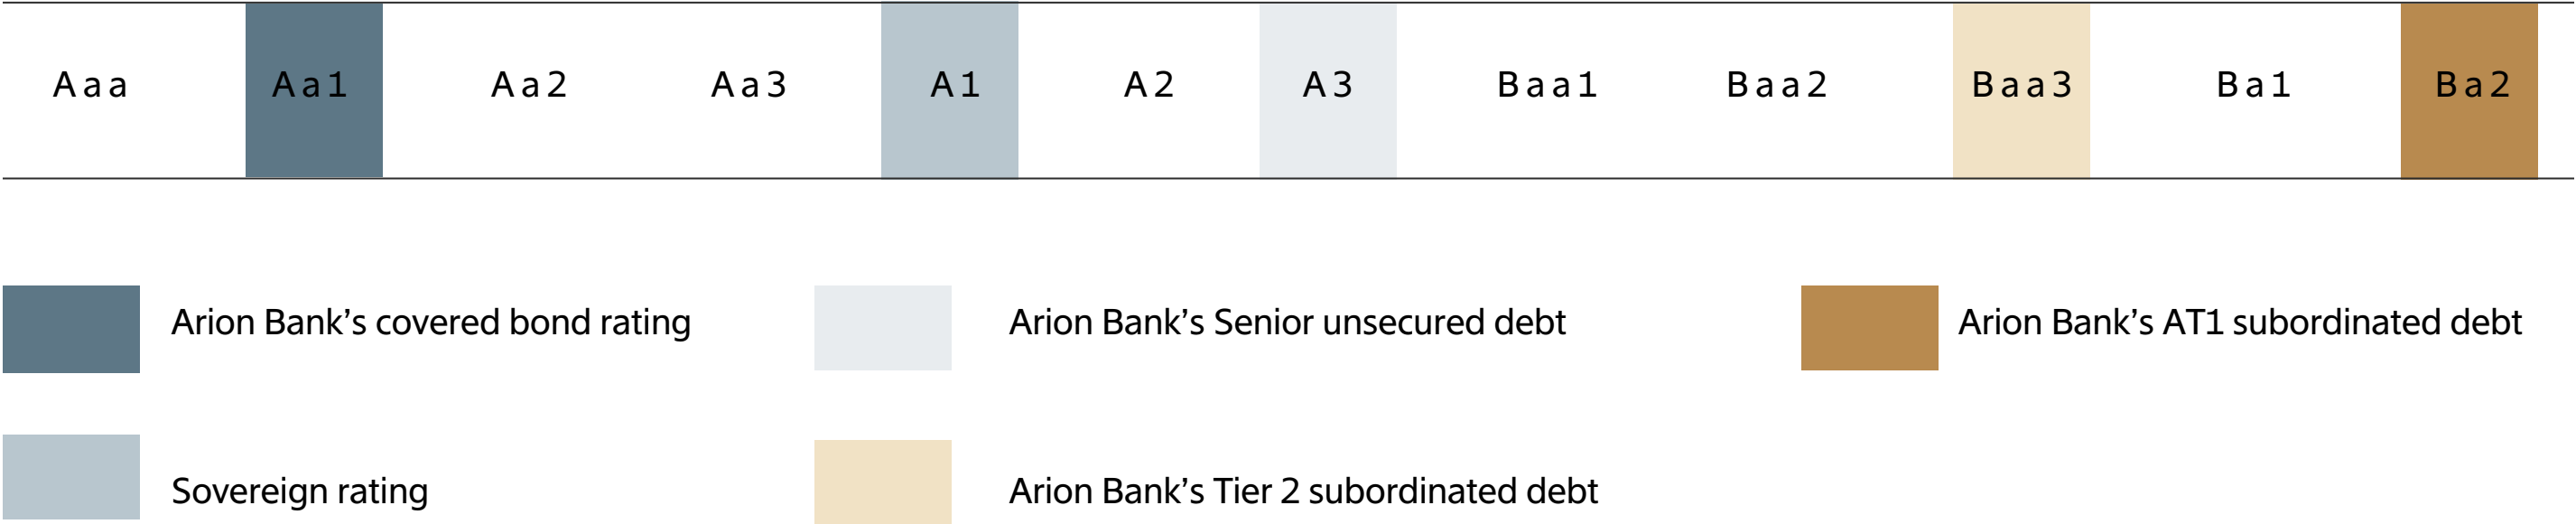 Aaa Aa1 Aa2 Aa3 A1 A2 A3 Baa1 Baa2 Baa3 Ba1 Ba2
Arion Bank’s covered bond rating
Arion Bank’s Senior unsecured debt
Arion Bank’s AT1 subordinated debt
Sovereign rating
Arion Bank’s Tier 2 subordinated debt